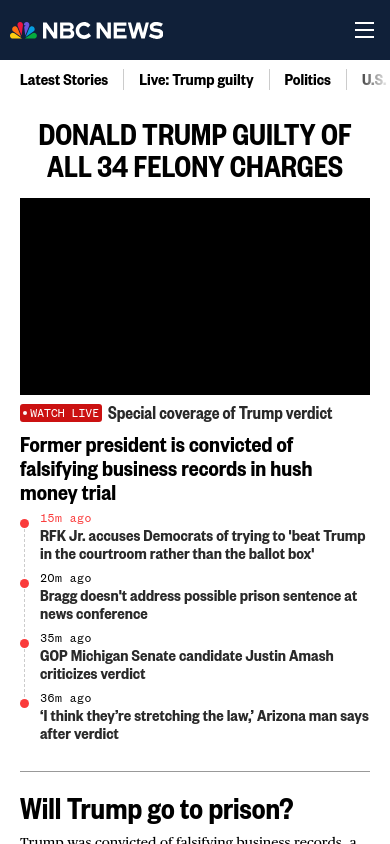 NBC NEWS
Latest Stories Live: Trump guilty Politics U.S.
DONALD TRUMP GUILTY OF
ALL 34 FELONY CHARGES
WATCH LIVE Special coverage of Trump verdict
Former president is convicted of
falsifying business records in hush
money trial
15m ago
RFK Jr. accuses Democrats of trying to 'beat Trump
in the courtroom rather than the ballot box'
20m ago
Bragg doesn't address possible prison sentence at
news conference
35m ago
GOP Michigan Senate candidate Justin Amash
criticizes verdict
36m ago
‘I think they’re stretching the law,’ Arizona man says
after verdict
Will Trump go to prison?
Trump was convicted of falsifying business records, a